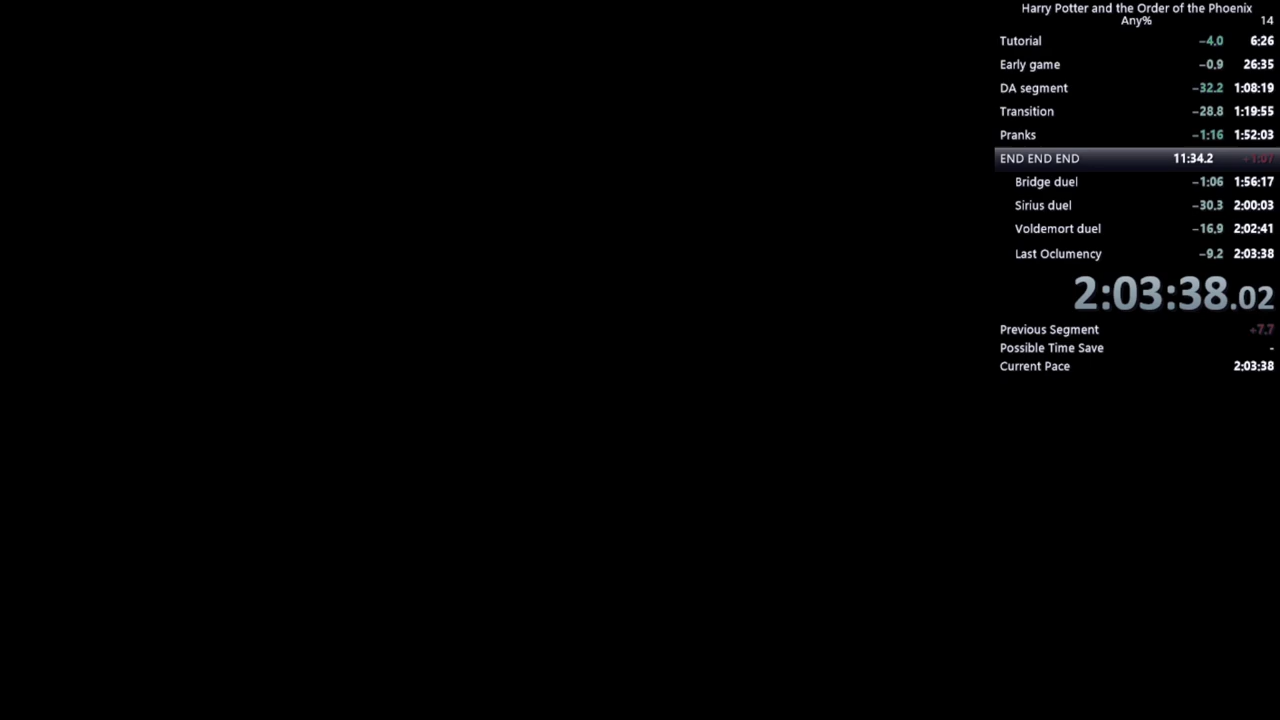 Harry Potter and the Order of the Phoenix
Any% 14
Tutorial −4.0 6:26
Early game −0.9 26:35
DA segment −32.2 1:08:19
Transition −28.8 1:19:55
Pranks −1:16 1:52:03
END END END 11:34.2 +1:07
Bridge duel −1:06 1:56:17
Sirius duel −30.3 2:00:03
Voldemort duel −16.9 2:02:41
Last Oclumency −9.2 2:03:38
2:03:38.02
Previous Segment +7.7
Possible Time Save -
Current Pace 2:03:38